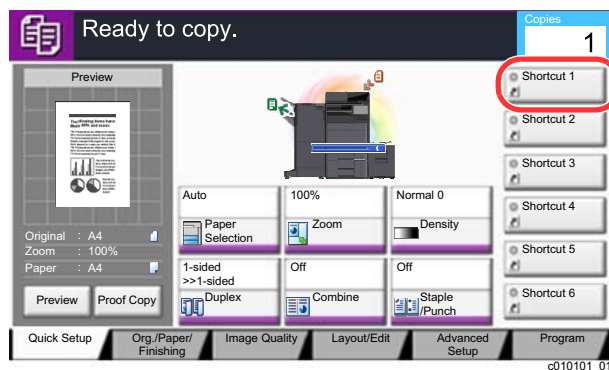 Ready to copy.
Copies
1
Preview
Original : A4
Zoom : 100%
Paper : A4
Preview
Proof Copy
Auto
Paper
Selection
100%
Zoom
Normal 0
Density
1-sided
>>1-sided
Duplex
Off
Combine
Off
Staple
/Punch
Shortcut 1
Shortcut 2
Shortcut 3
Shortcut 4
Shortcut 5
Shortcut 6
Quick Setup
Org./Paper/
Finishing
Image Quality
Layout/Edit
Advanced
Setup
Program
c010101_01